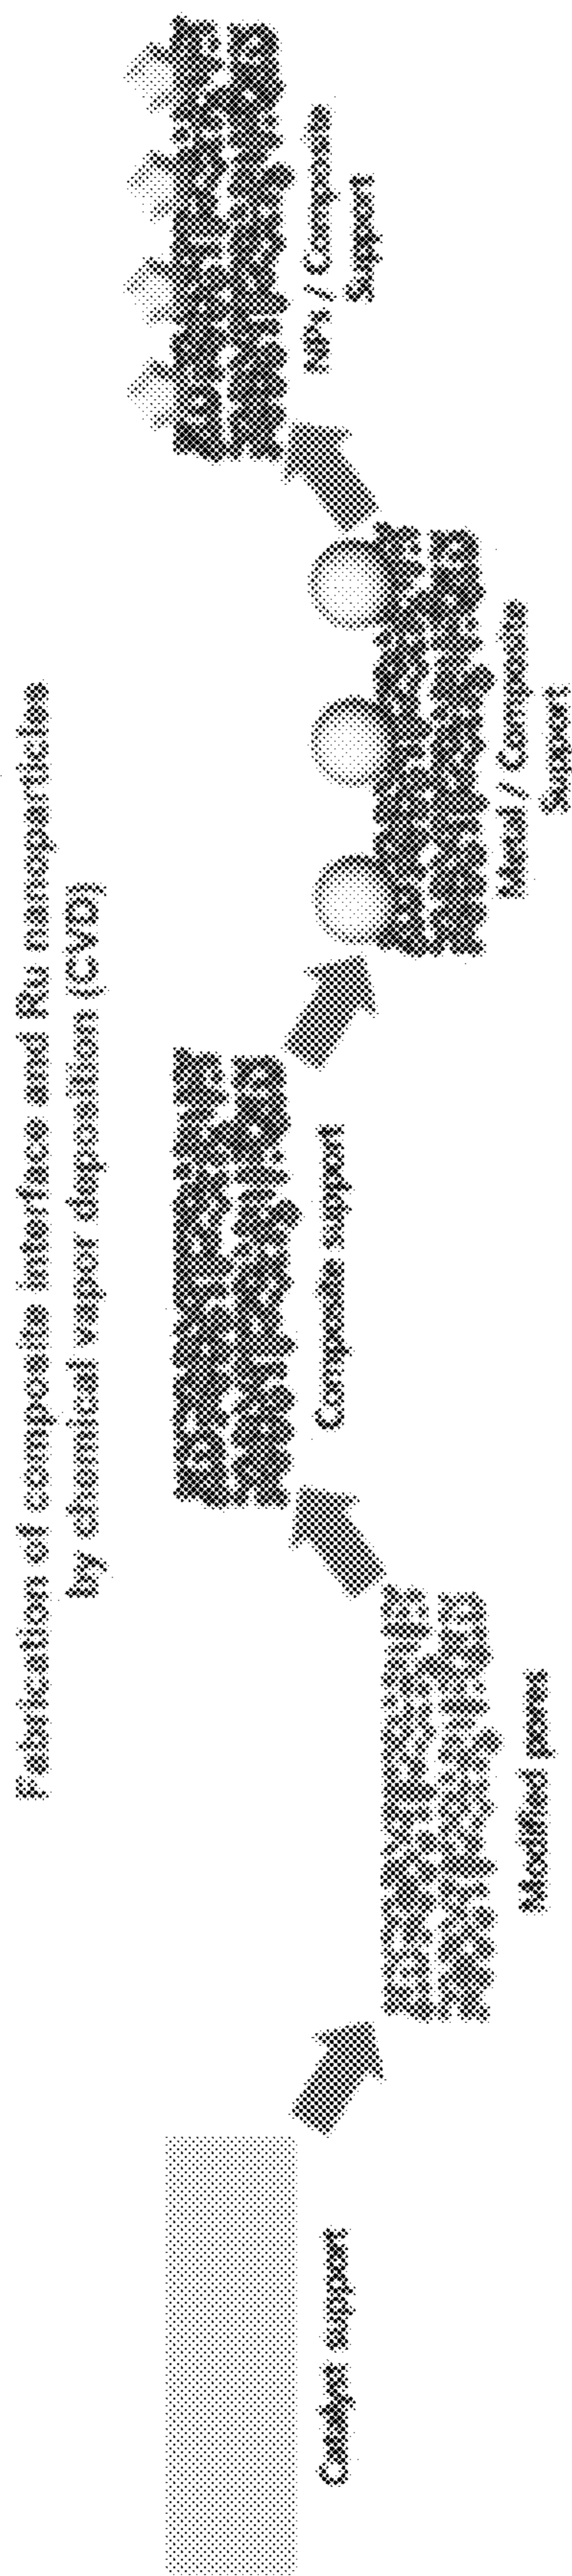 Fabrication of composite interface and Ru nanoparticles
by chemical vapor deposition (CVD)
Catalyst support
Modified pores
Composite support
Metal / Composite
Support
NPs / Composite
Support